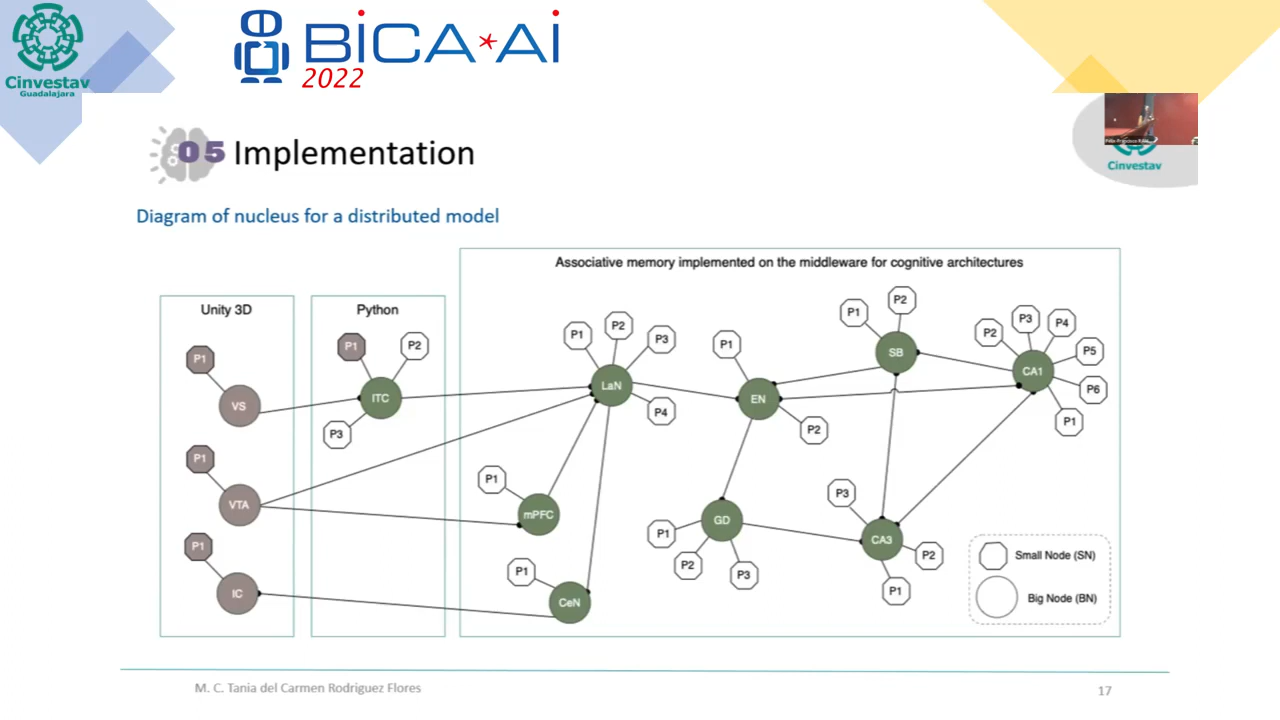 Cinvestav
Guadalajara
BiCA*Ai
2022
05 Implementation
Cinvestav
Diagram of nucleus for a distributed model
Unity 3D
P1
VS
P1
VTA
P1
IC
Python
P1
P2
ITC
P3
Associative memory implemented on the middleware for cognitive architectures
P1
P2
P3
LaN
P4
P1
mPFC
P1
CeN
P1
EN
P2
GD
P1
P2
P3
P1
P2
SB
P2
P3
P4
P5
CA1
P6
P1
P3
CA3
P2
P1
Small Node (SN)
Big Node (BN)
M. C. Tania del Carmen Rodriguez Flores
17